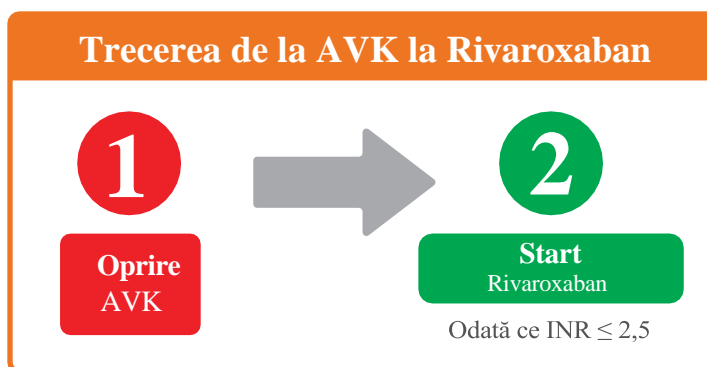 Trecerea de la AVK la Rivaroxaban
1
2
Oprire
AVK
Start
Rivaroxaban
Odată ce INR ≤ 2,5